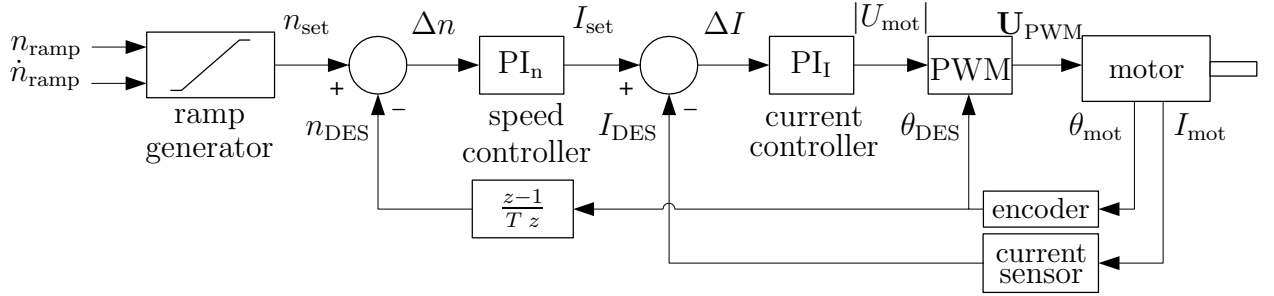 n_set Δn I_set ΔI |U_mot| U_PWM
n_ramp
ṅ_ramp
PI_n PI_I PWM motor
+ − + −
ramp
generator
n_DES
speed
controller
I_DES
current
controller
θ_DES
θ_mot
I_mot
z−1
T z
encoder
current
sensor